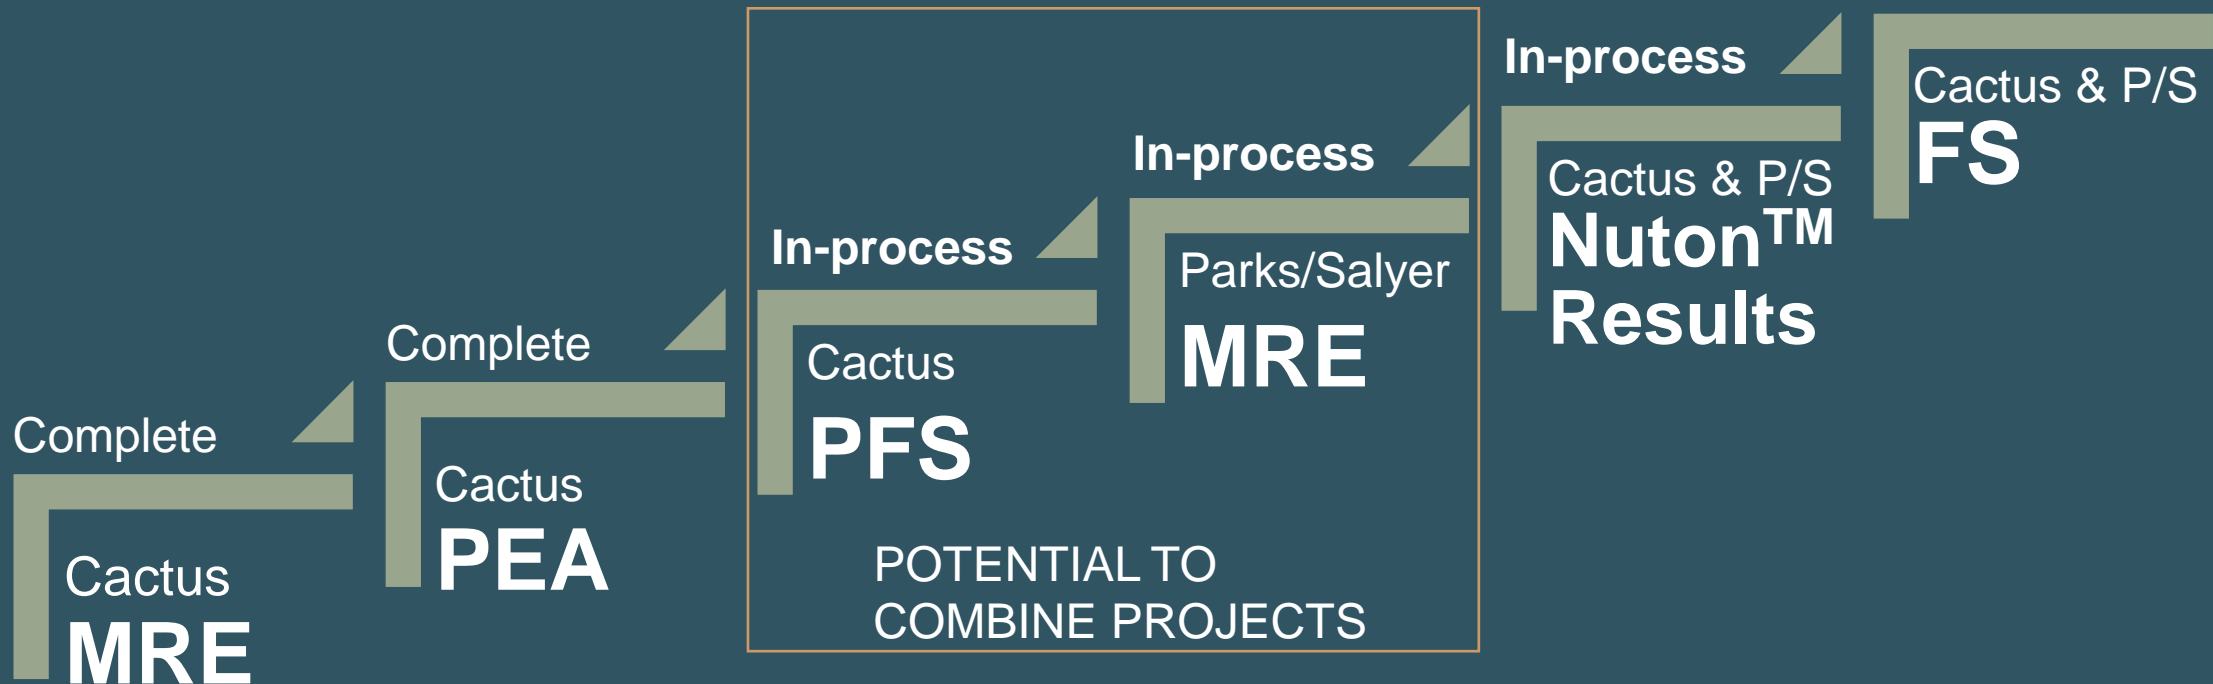 Complete
Cactus
MRE
Complete
Cactus
PEA
In-process
Cactus
PFS
In-process
Parks/Salyer
MRE
POTENTIAL TO
COMBINE PROJECTS
In-process
Cactus & P/S
Nuton™
Results
Cactus & P/S
FS